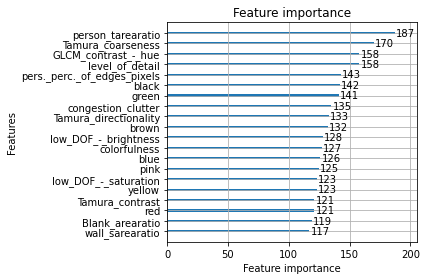 Feature importance
person_tarearatio 187
Tamura_coarseness 170
GLCM_contrast_-_hue 158
level_of_detail 158
pers._perc._of_edges_pixels 143
black 142
green 141
congestion_clutter 135
Tamura_directionality 133
brown 132
low_DOF_-_brightness 128
colorfulness 127
blue 126
pink 125
low_DOF_-_saturation 123
yellow 123
Tamura_contrast 121
red 121
Blank_arearatio 119
wall_sarearatio 117
Features
0 50 100 150 200
Feature importance